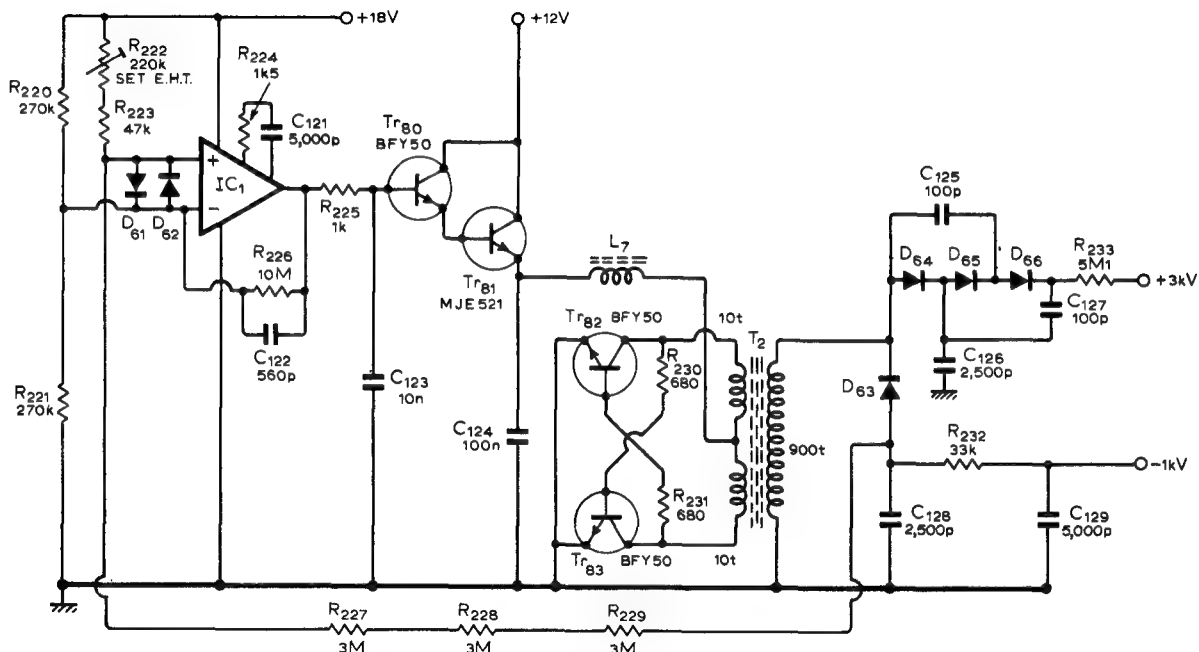 +18V
+12V
R222
220k
SET E.H.T.
R224
1k5
R220
270k
R223
47k
C121
5,000p
Tr80
BFY50
+
IC1
−
D61
D62
R225
1k
C125
100p
L7
D64
D65
D66
R233
5M1
+3kV
R226
10M
Tr81
MJE521
C127
100p
Tr82
BFY50
10t
T2
C122
560p
R230
680
C126
2,500p
R221
270k
C123
10n
D63
C124
100n
900t
R232
33k
−1kV
R231
680
C128
2,500p
C129
5,000p
Tr83
BFY50
10t
R227
3M
R228
3M
R229
3M